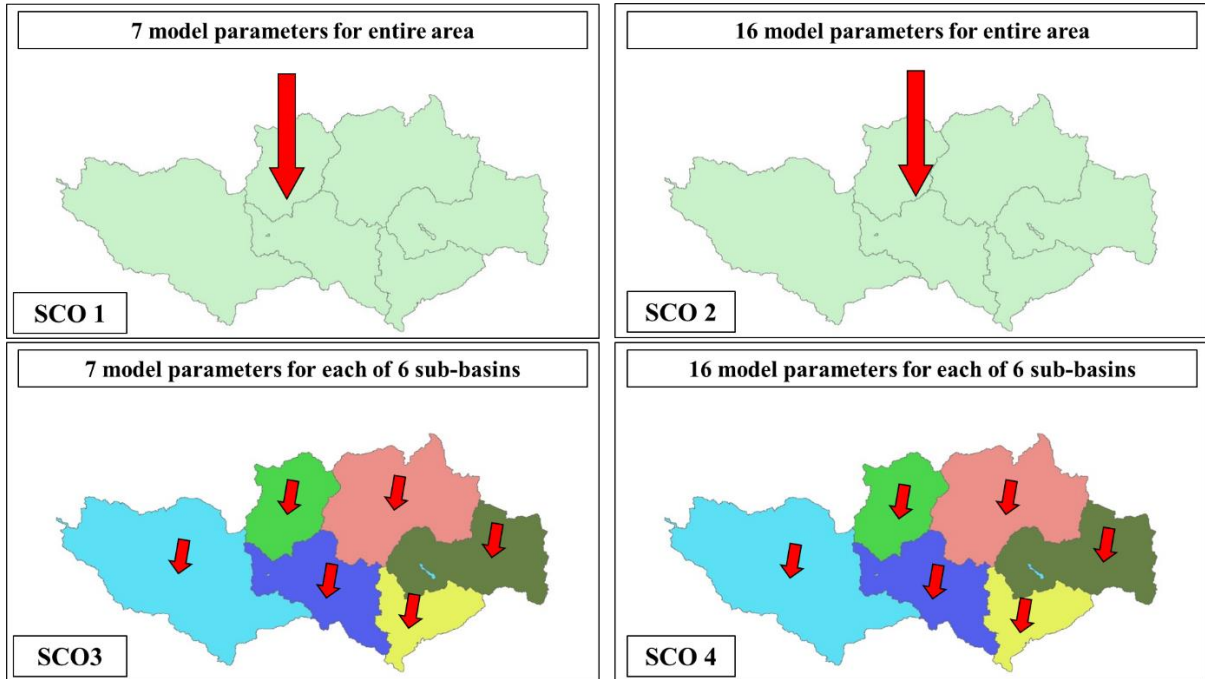 7 model parameters for entire area
SCO 1
16 model parameters for entire area
SCO 2
7 model parameters for each of 6 sub-basins
SCO3
16 model parameters for each of 6 sub-basins
SCO 4